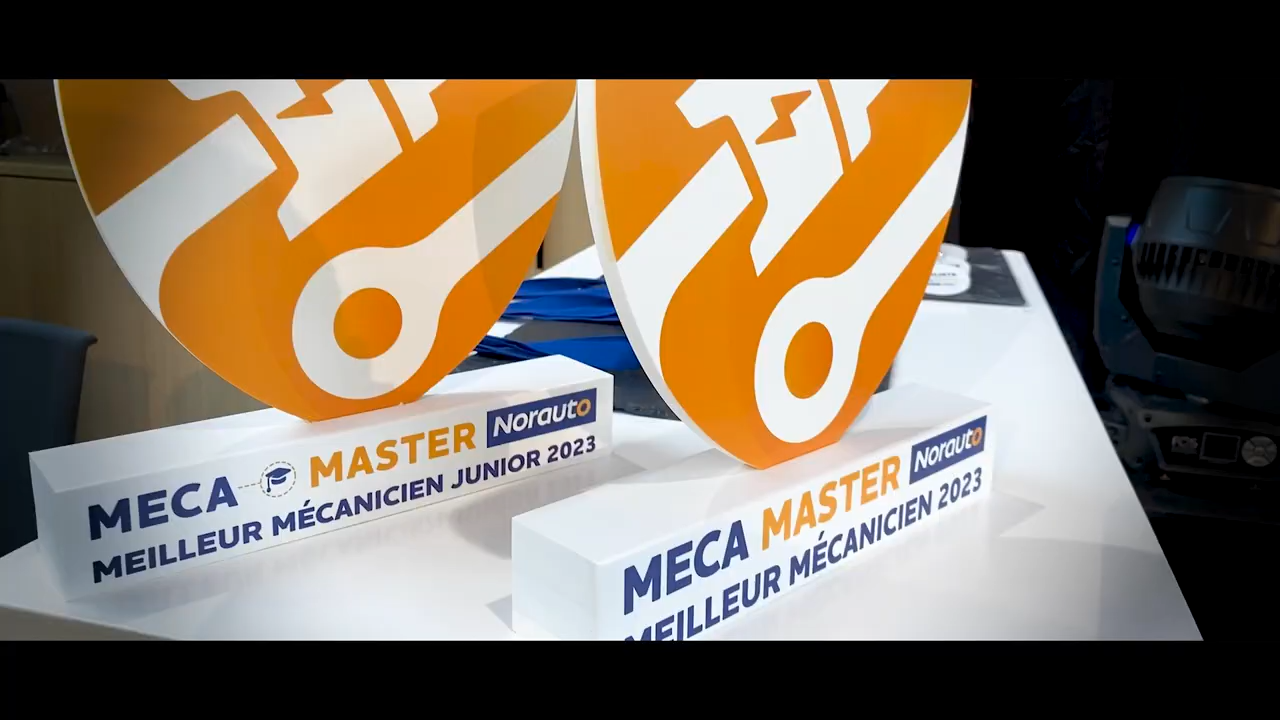 MECA MASTER Norauto
MEILLEUR MÉCANICIEN JUNIOR 2023
MECA MASTER Norauto
MEILLEUR MÉCANICIEN 2023